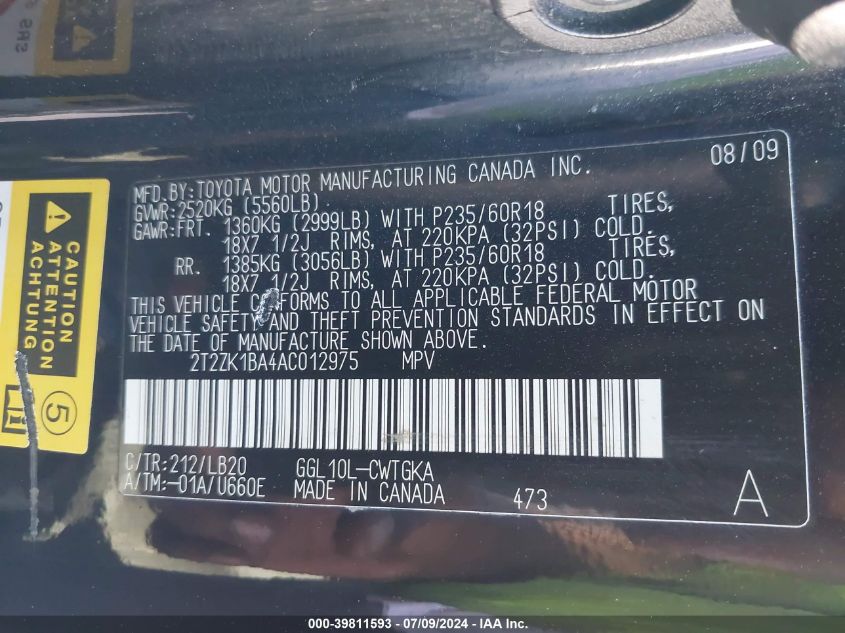 MFD.BY:TOYOTA MOTOR MANUFACTURING CANADA INC. 08/09
GVWR:2520KG (5560LB)
GAWR:FRT. 1360KG (2999LB) WITH P235/60R18 TIRES,
18X7 1/2J RIMS, AT 220KPA (32PSI) COLD.
RR. 1385KG (3056LB) WITH P235/60R18 TIRES,
18X7 1/2J RIMS, AT 220KPA (32PSI) COLD.
THIS VEHICLE C FORMS TO ALL APPLICABLE FEDERAL MOTOR
VEHICLE SAFETY AND THEFT PREVENTION STANDARDS IN EFFECT ON
THE DATE OF MANUFACTURE SHOWN ABOVE.
2T2ZK1BA4AC012975 MPV
C/TR:212/LB20 GGL10L-CWTGKA
A/TM:-01A/U660E MADE IN CANADA 473 A
CAUTION
ATTENTION
ACHTUNG
5
000-39811593 - 07/09/2024 - IAA Inc.